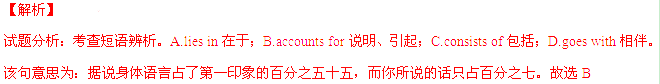 【解析】
试题分析：考查短语辨析。A.lies in 在于；B.accounts for 说明、引起；C.consists of 包括；D.goes with 相伴。
该句意思为：据说身体语言占了第一印象的百分之五十五，而你所说的话只占百分之七。故选 B